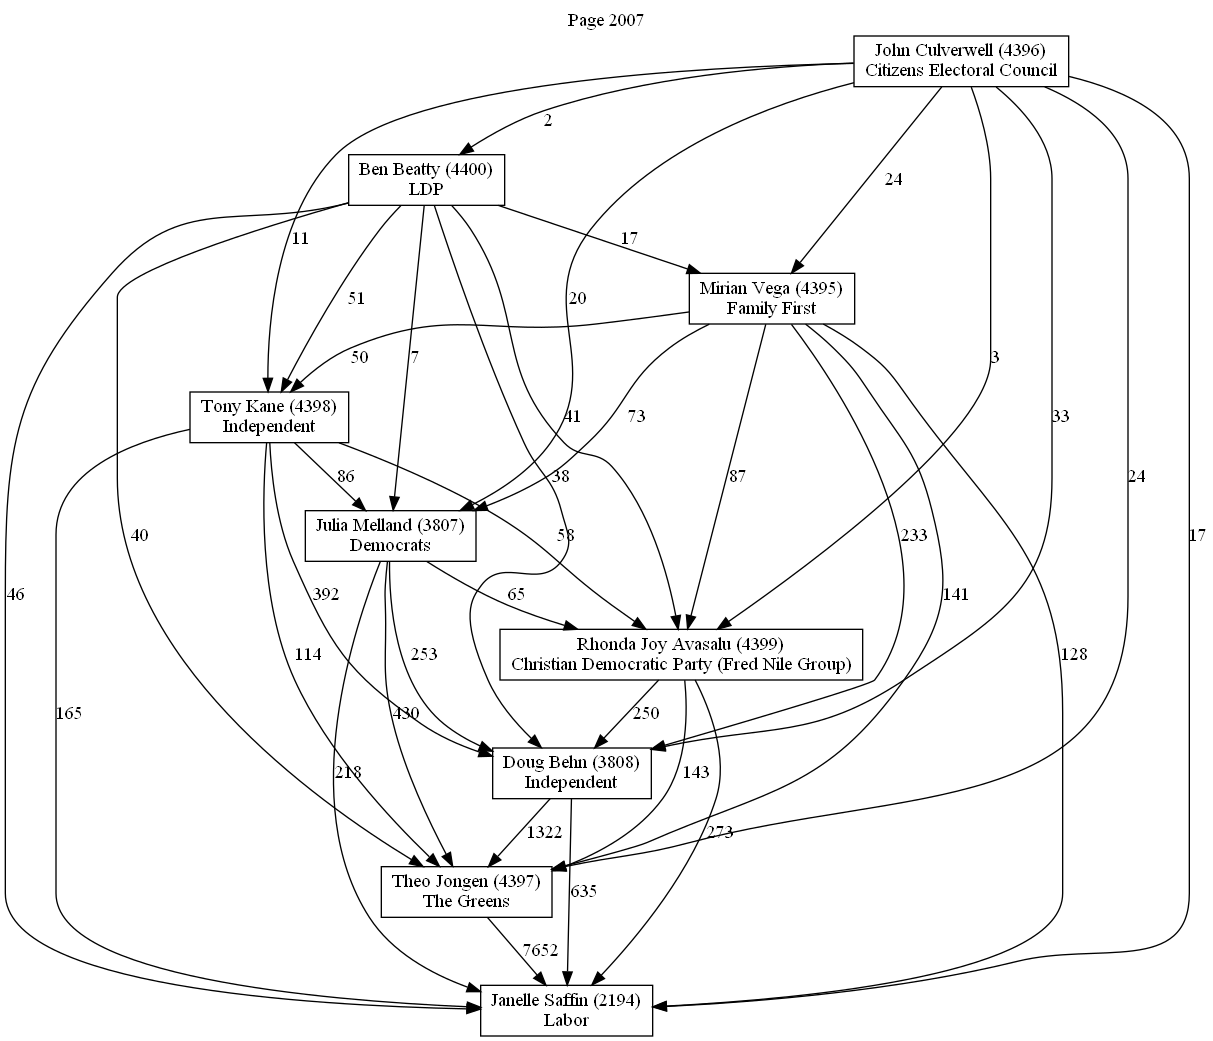 Page 2007
John Culverwell (4396)
Citizens Electoral Council
2
Ben Beatty (4400)
LDP
24
11
17
Mirian Vega (4395)
Family First
51
20
50
7
3
Tony Kane (4398)
Independent
41
73
33
86
38
87
24
Julia Melland (3807)
Democrats
40
58
233
17
46
392
65
141
Rhonda Joy Avasalu (4399)
Christian Democratic Party (Fred Nile Group)
114
253
128
165
430
250
Doug Behn (3808)
Independent
218
143
1322
273
Theo Jongen (4397)
The Greens
635
7652
Janelle Saffin (2194)
Labor